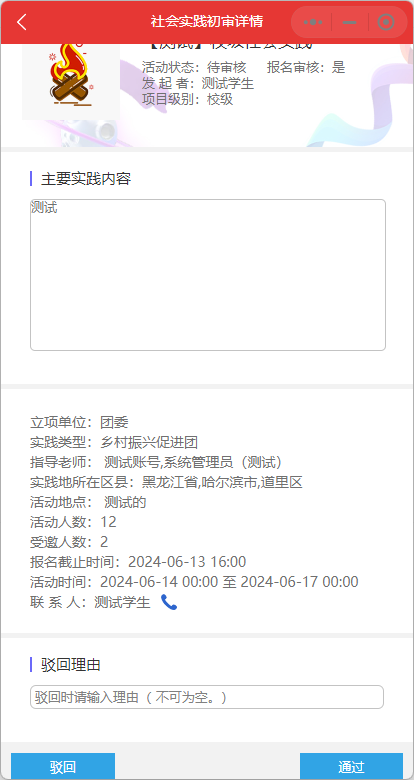 社会实践初审详情
【测试】校级社会实践
活动状态：待审核 报名审核：是
发 起 者：测试学生
项目级别：校级
主要实践内容
测试
立项单位：团委
实践类型：乡村振兴促进团
指导老师： 测试账号,系统管理员（测试）
实践地所在区县：黑龙江省,哈尔滨市,道里区
活动地点： 测试的
活动人数：12
受邀人数：2
报名截止时间：2024-06-13 16:00
活动时间：2024-06-14 00:00 至 2024-06-17 00:00
联 系 人：测试学生
驳回理由
驳回时请输入理由（ 不可为空。）
驳回
通过